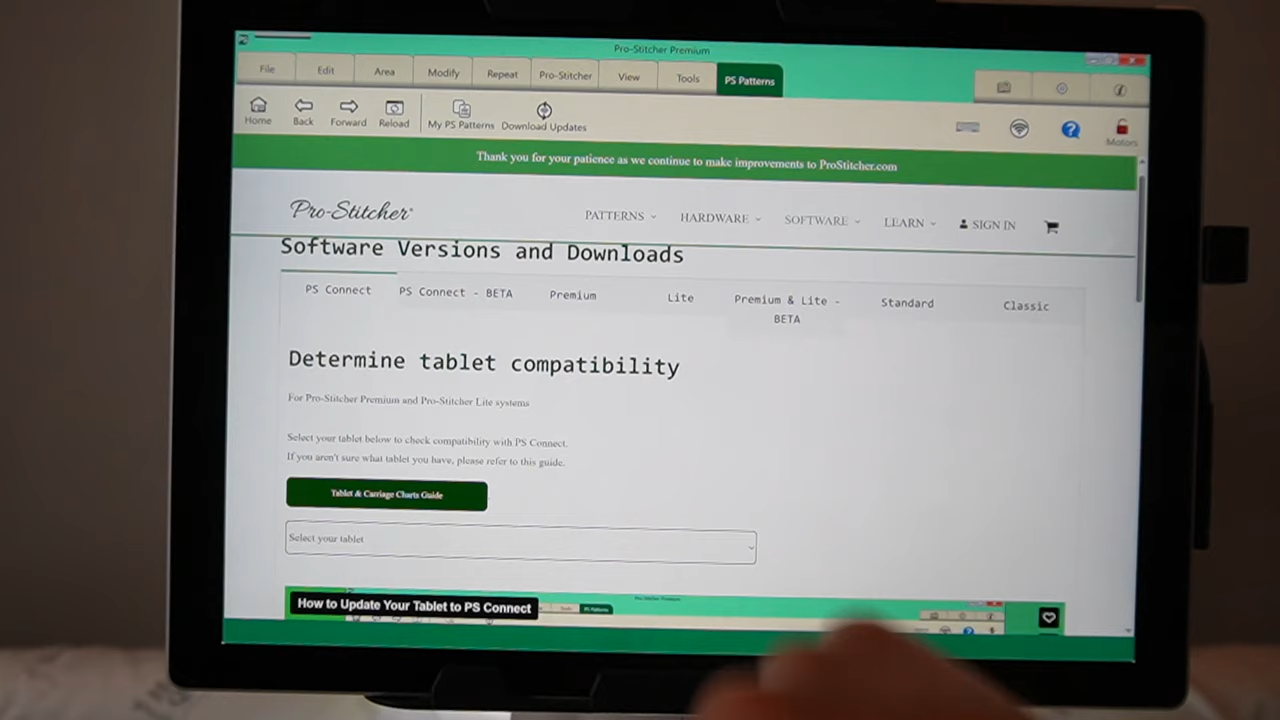 Pro-Stitcher Premium
File Edit Area Modify Repeat Pro-Stitcher View Tools PS Patterns
Home Back Forward Reload My PS Patterns Download Updates Motors
Thank you for your patience as we continue to make improvements to ProStitcher.com
Pro-Stitcher PATTERNS HARDWARE SOFTWARE LEARN SIGN IN
Software Versions and Downloads
PS Connect PS Connect - BETA Premium Lite Premium & Lite - Standard Classic
BETA
Determine tablet compatibility
For Pro-Stitcher Premium and Pro-Stitcher Lite systems
Select your tablet below to check compatibility with PS Connect.
If you aren't sure what tablet you have, please refer to this guide.
Tablet & Carriage Charts Guide
Select your tablet
How to Update Your Tablet to PS Connect